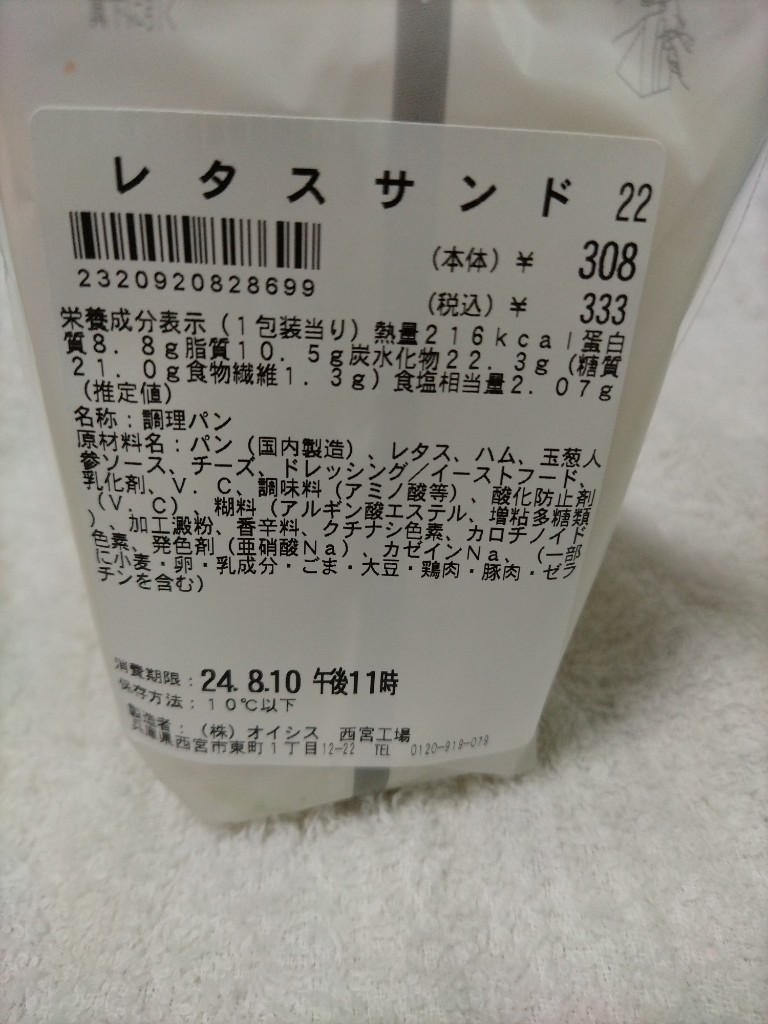 レタスサンド 22
2320920828699
(本体) ¥ 308
(税込) ¥ 333
栄養成分表示(1包装当り)熱量216kcal蛋白
質8.8g脂質10.5g炭水化物22.3g(糖質
21.0g食物繊維1.3g)食塩相当量2.07g
(推定値)
名称:調理パン
原材料名:パン(国内製造)、レタス、ハム、玉葱人
参ソース、チーズ、ドレッシング/イーストフード、
乳化剤、V.C、調味料(アミノ酸等)、酸化防止剤
(V.C)、糊料(アルギン酸エステル、増粘多糖類
)、加工澱粉、香辛料、クチナシ色素、カロチノイド
色素、発色剤(亜硝酸Na)、カゼインNa、(一部
に小麦・卵・乳成分・ごま・大豆・鶏肉・豚肉・ゼラ
チンを含む)
消費期限:24.8.10 午後11時
保存方法:10℃以下
製造者:(株)オイシス 西宮工場
兵庫県西宮市東町1丁目12-22 TEL 0120-919-079